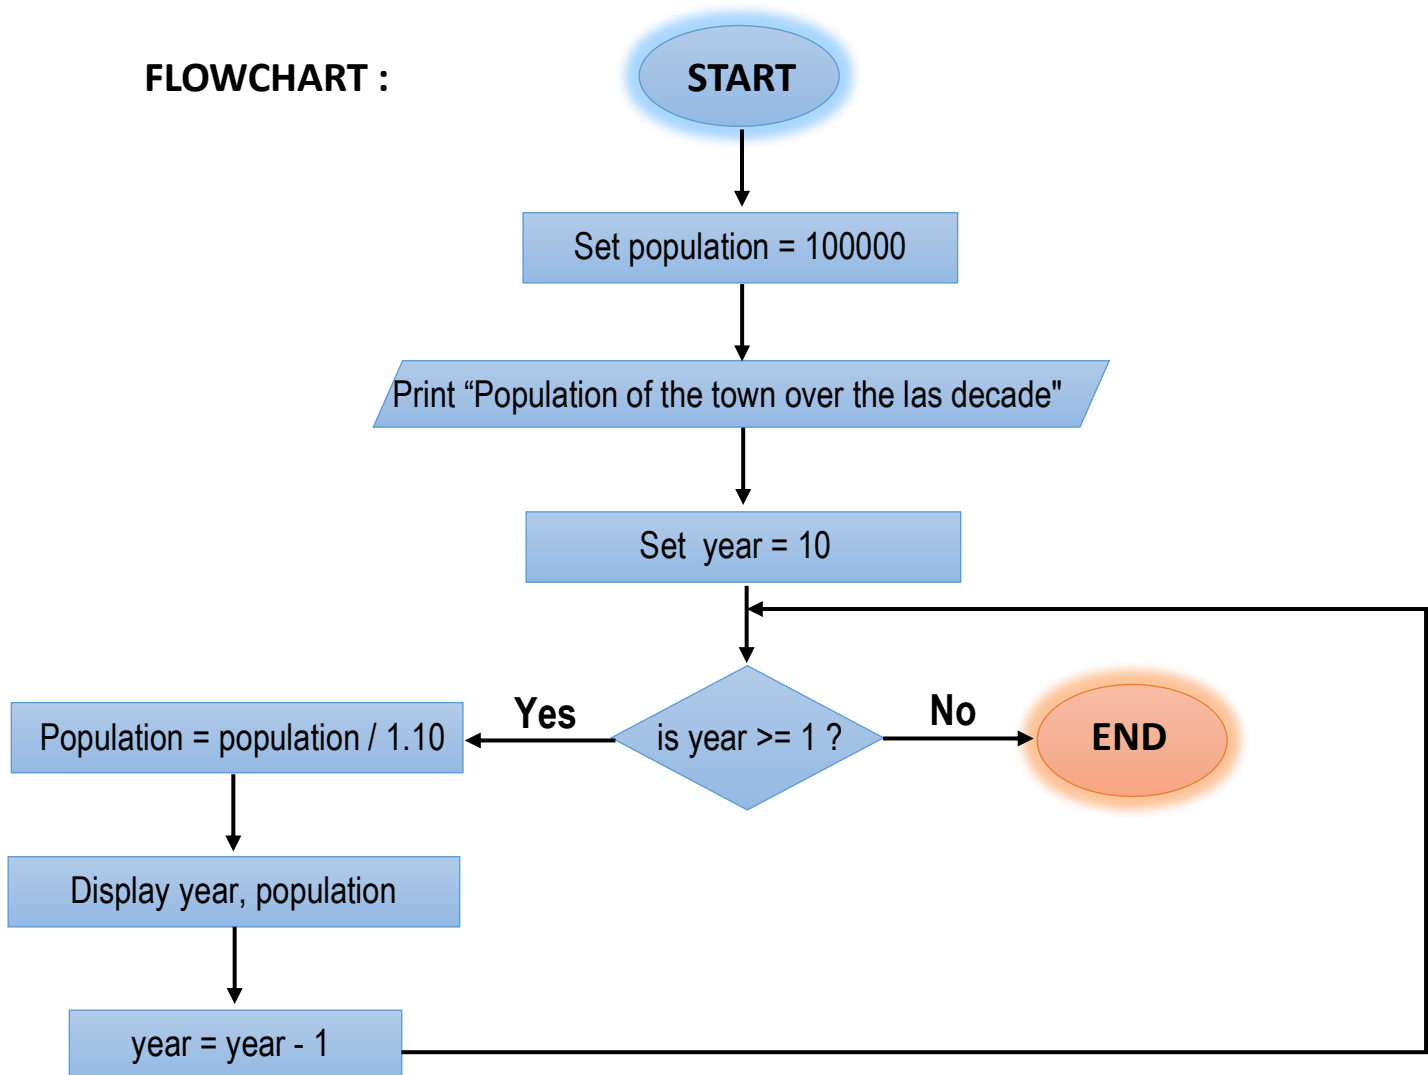 FLOWCHART :
START
Set population = 100000
Print “Population of the town over the las decade"
Set  year = 10
is year >= 1 ?
Yes
No
END
Population = population / 1.10
Display year, population
year = year - 1